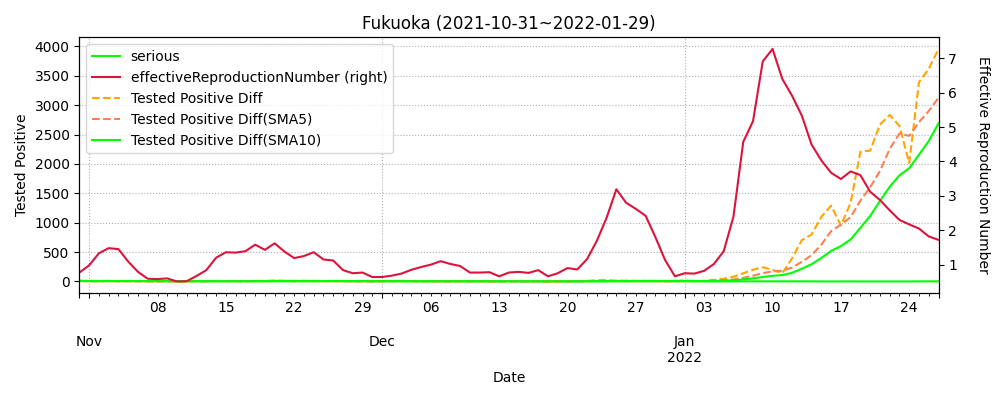 Fukuoka (2021-10-31~2022-01-29)
serious
effectiveReproductionNumber (right)
Tested Positive Diff
Tested Positive Diff(SMA5)
Tested Positive Diff(SMA10)
Tested Positive
4000
3500
3000
2500
2000
1500
1000
500
0
7
6
5
4
3
2
1
Effective Reproduction Number
08 15 22 29 06 13 20 27 03 10 17 24
Nov Dec Jan
2022
Date